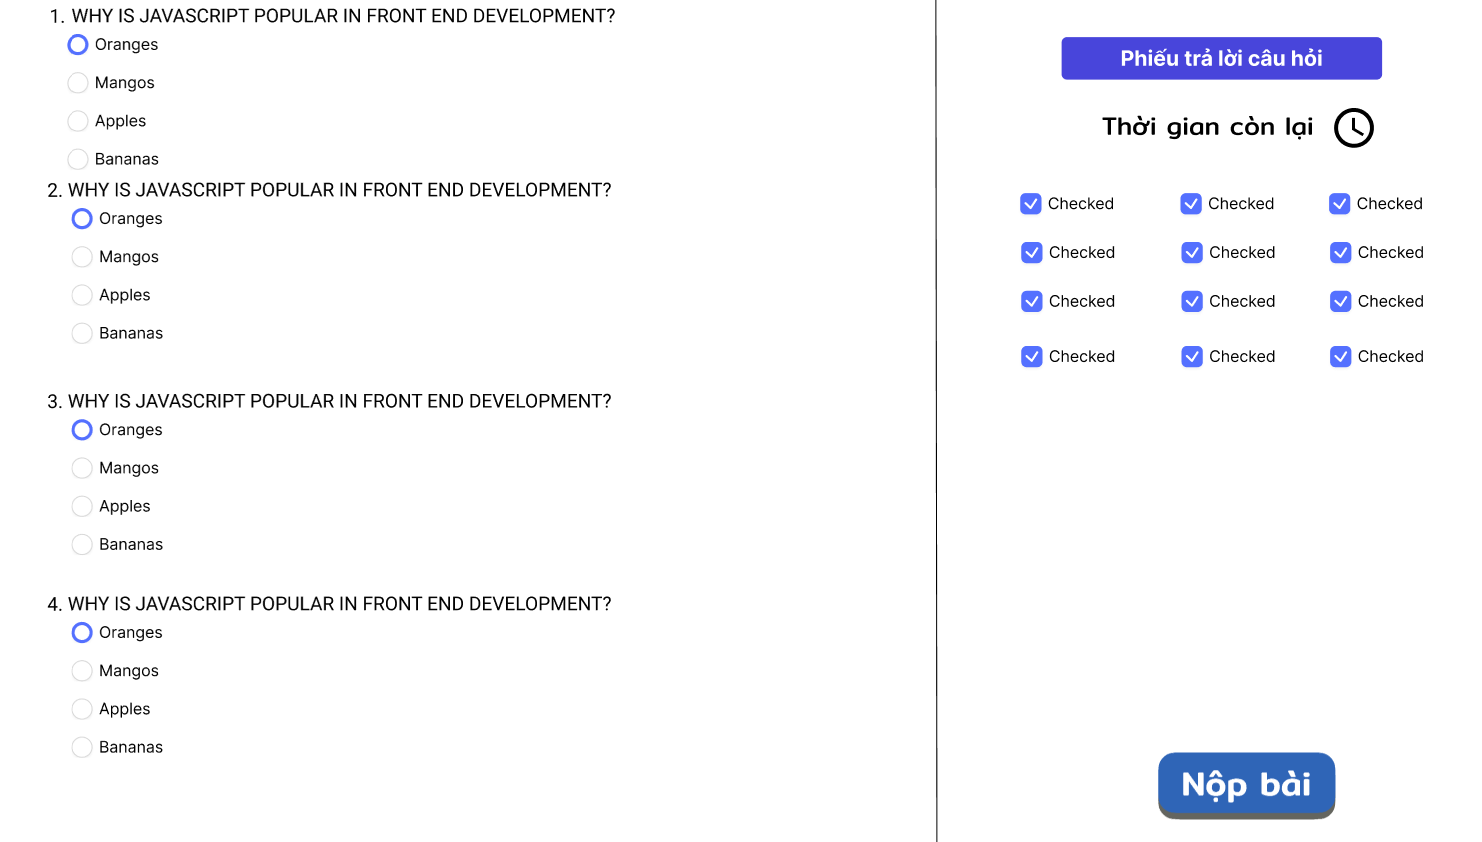 1. WHY IS JAVASCRIPT POPULAR IN FRONT END DEVELOPMENT?
Oranges
Mangos
Apples
Bananas
2. WHY IS JAVASCRIPT POPULAR IN FRONT END DEVELOPMENT?
Oranges
Mangos
Apples
Bananas
3. WHY IS JAVASCRIPT POPULAR IN FRONT END DEVELOPMENT?
Oranges
Mangos
Apples
Bananas
4. WHY IS JAVASCRIPT POPULAR IN FRONT END DEVELOPMENT?
Oranges
Mangos
Apples
Bananas
Phiếu trả lời câu hỏi
Thời gian còn lại
Checked Checked Checked
Checked Checked Checked
Checked Checked Checked
Checked Checked Checked
Nộp bài